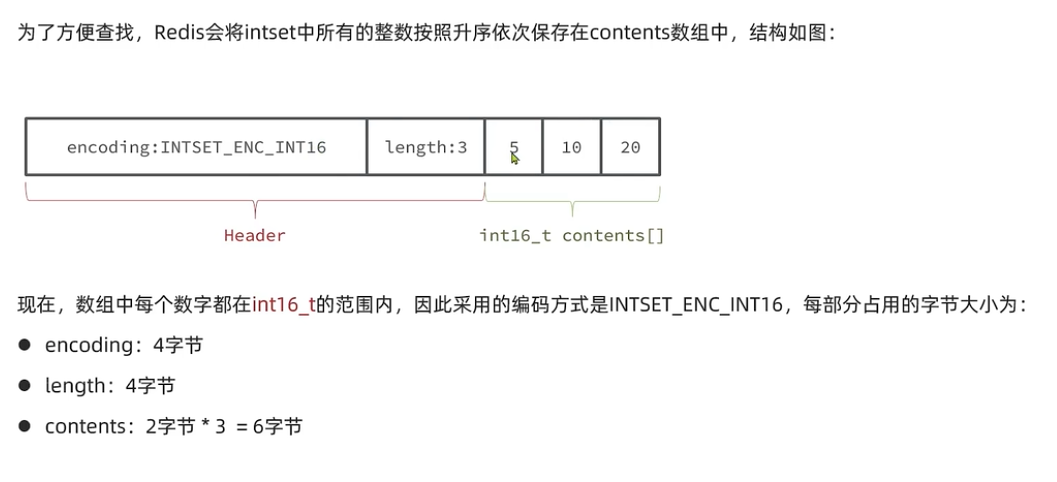 为了方便查找，Redis会将intset中所有的整数按照升序依次保存在contents数组中，结构如图：
encoding:INTSET_ENC_INT16 length:3 5 10 20
Header int16_t contents[]
现在，数组中每个数字都在int16_t的范围内，因此采用的编码方式是INTSET_ENC_INT16，每部分占用的字节大小为：
● encoding：4字节
● length：4字节
● contents：2字节 * 3 = 6字节